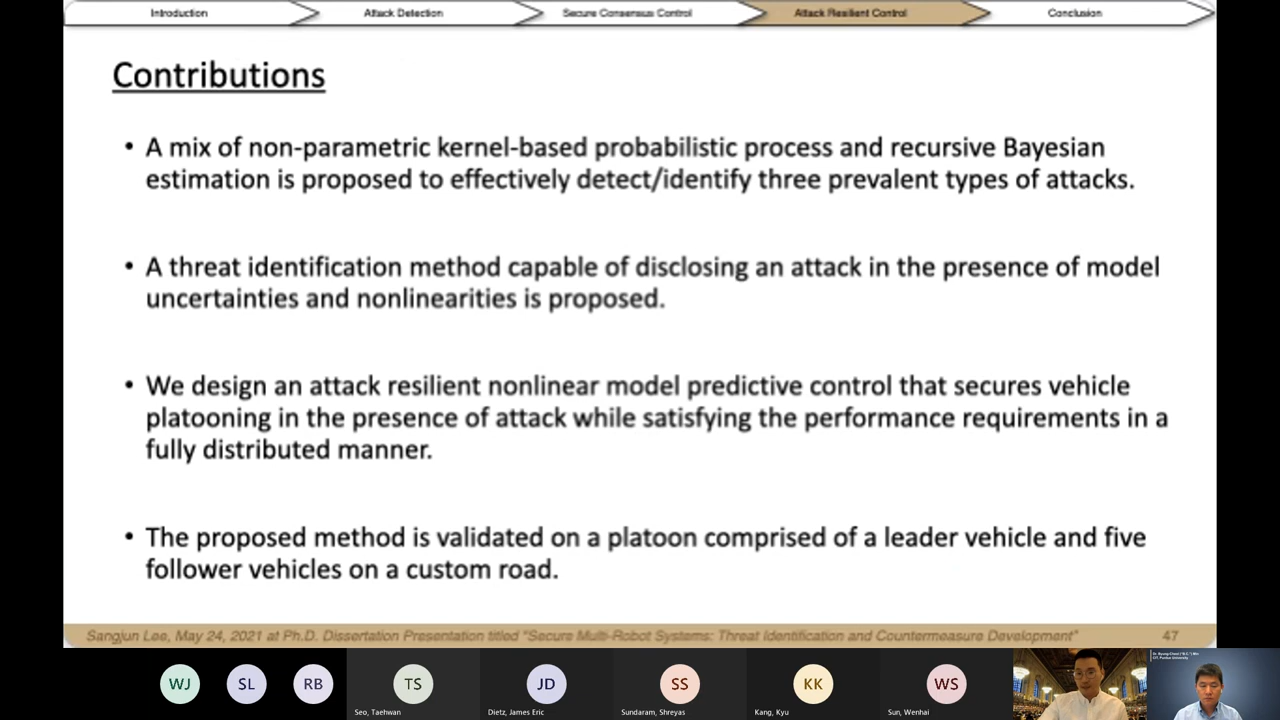 Introduction
Attack Detection
Secure Consensus Control
Attack Resilient Control
Conclusion
Contributions
• A mix of non-parametric kernel-based probabilistic process and recursive Bayesian
estimation is proposed to effectively detect/identify three prevalent types of attacks.
• A threat identification method capable of disclosing an attack in the presence of model
uncertainties and nonlinearities is proposed.
• We design an attack resilient nonlinear model predictive control that secures vehicle
platooning in the presence of attack while satisfying the performance requirements in a
fully distributed manner.
• The proposed method is validated on a platoon comprised of a leader vehicle and five
follower vehicles on a custom road.
Sangjun Lee, May 24, 2021 at Ph.D. Dissertation Presentation titled "Secure Multi-Robot Systems: Threat Identification and Countermeasure Development"
47
WJ
SL
RB
TS
JD
SS
KK
WS
Seo, Taehwan
Dietz, James Eric
Sundaram, Shreyas
Kang, Kyu
Sun, Wenhai
CIT, Purdue University